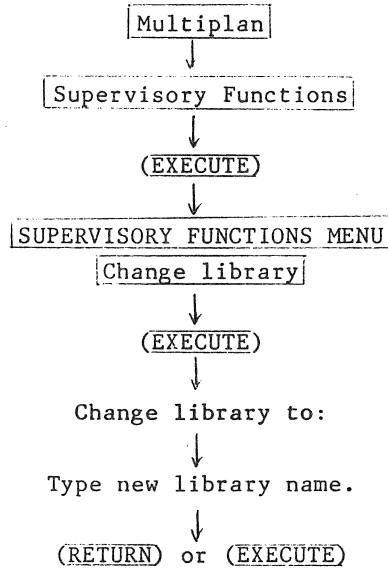 Multiplan
Supervisory Functions
(EXECUTE)
SUPERVISORY FUNCTIONS MENU
Change library
(EXECUTE)
Change library to:
Type new library name.
(RETURN) or (EXECUTE)